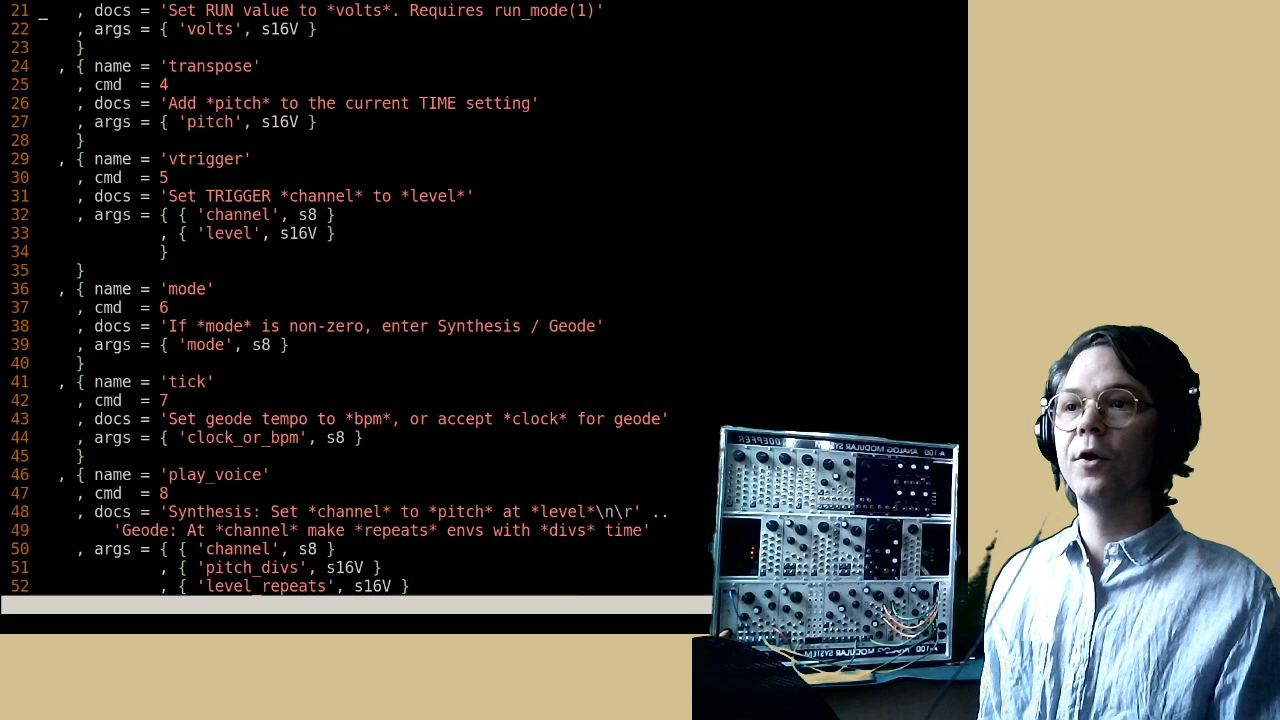 21 _   , docs = 'Set RUN value to *volts*. Requires run_mode(1)'
22     , args = { 'volts', s16V }
23     }
24   , { name = 'transpose'
25     , cmd  = 4
26     , docs = 'Add *pitch* to the current TIME setting'
27     , args = { 'pitch', s16V }
28     }
29   , { name = 'vtrigger'
30     , cmd  = 5
31     , docs = 'Set TRIGGER *channel* to *level*'
32     , args = { { 'channel', s8 }
33              , { 'level', s16V }
34              }
35     }
36   , { name = 'mode'
37     , cmd  = 6
38     , docs = 'If *mode* is non-zero, enter Synthesis / Geode'
39     , args = { 'mode', s8 }
40     }
41   , { name = 'tick'
42     , cmd  = 7
43     , docs = 'Set geode tempo to *bpm*, or accept *clock* for geode'
44     , args = { 'clock_or_bpm', s8 }
45     }
46   , { name = 'play_voice'
47     , cmd  = 8
48     , docs = 'Synthesis: Set *channel* to *pitch* at *level*\n\r' ..
49         'Geode: At *channel* make *repeats* envs with *divs* time'
50     , args = { { 'channel', s8 }
51              , { 'pitch_divs', s16V }
52              , { 'level_repeats', s16V }
DOEPFER
ANALOG MODULAR SYSTEM A-100
A-100 ANALOG MODULAR SYSTEM